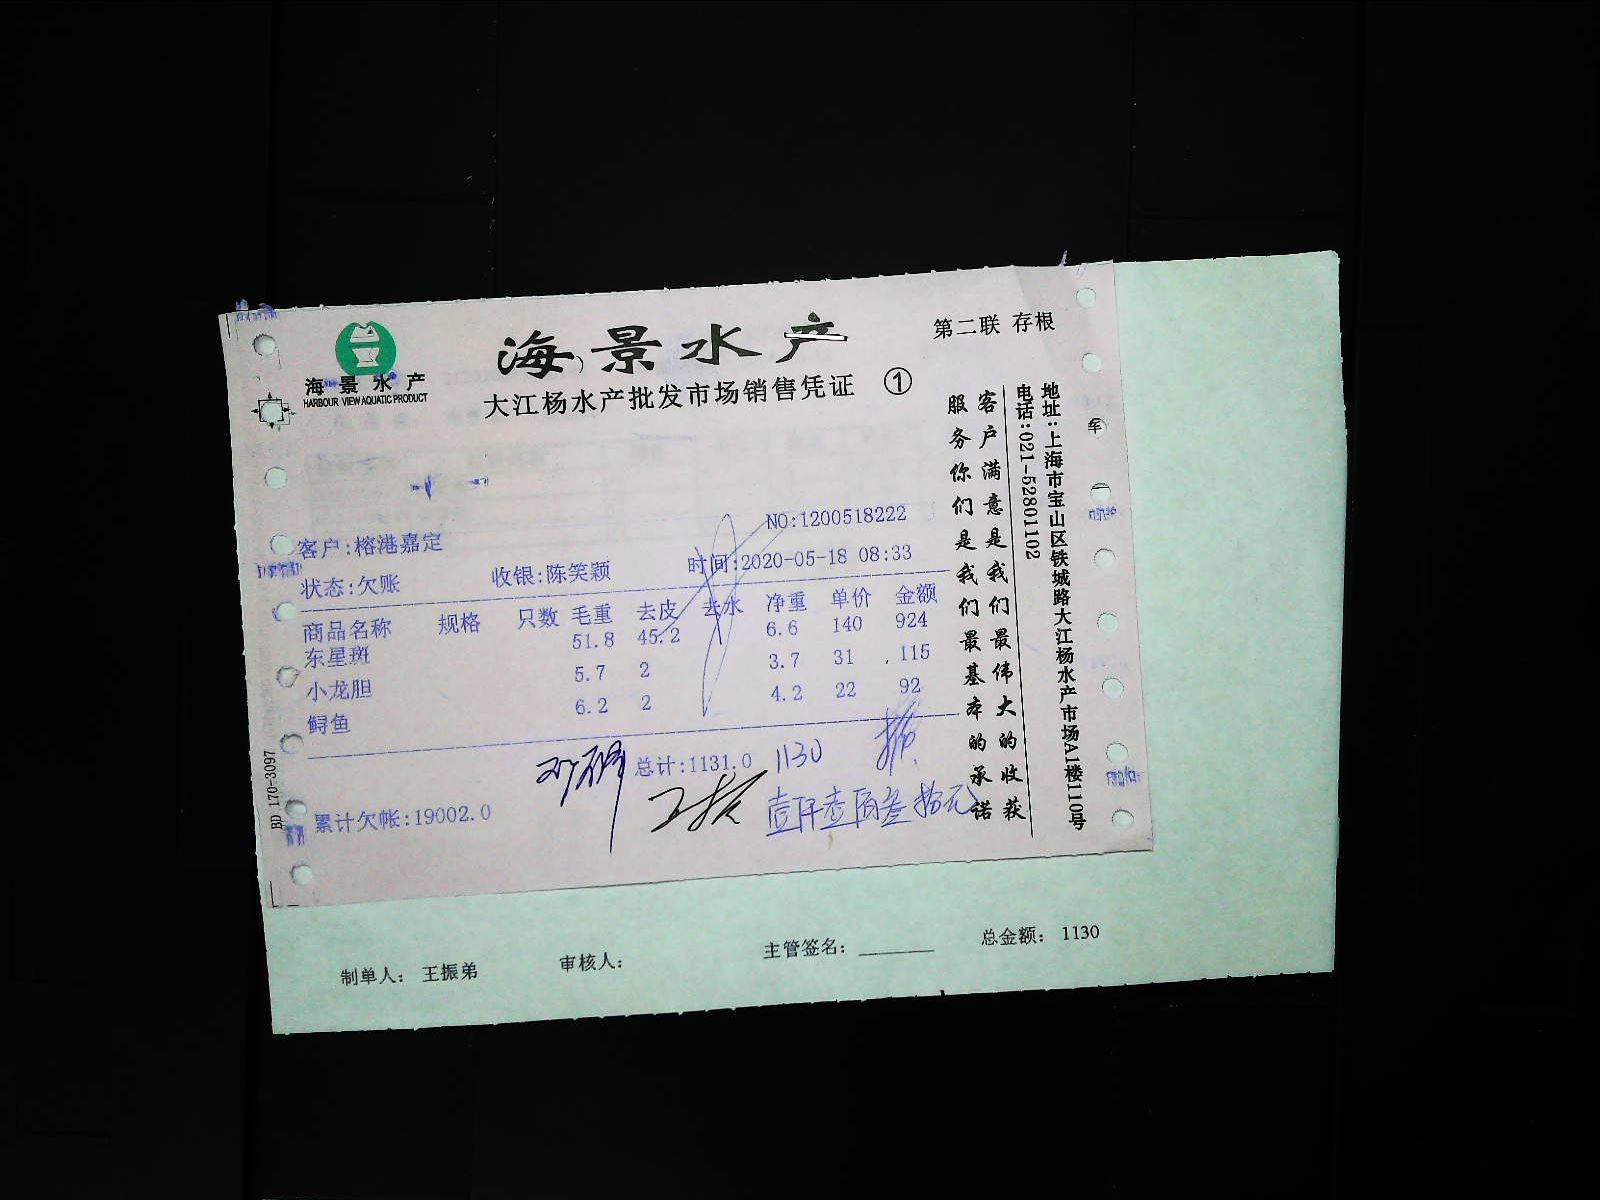 海景水产
第二联 存根
海景水产
HARBOUR VIEW AQUATIC PRODUCT
大江杨水产批发市场销售凭证 ①
NO:1200518222
客户:榕港嘉定
状态:欠账 收银:陈笑颖 时间:2020-05-18 08:33
商品名称 规格 只数 毛重 去皮 去水 净重 单价 金额
东星斑 51.8 45.2 6.6 140 924
小龙胆 5.7 2 3.7 31 115
鲟鱼 6.2 2 4.2 22 92
总计:1131.0 1130
累计欠帐:19002.0
壹仟壹佰叁拾元
客户满意是我们最伟大的收获
服务你们是我们最基本的承诺
地址:上海市宝山区铁城路大江杨水产市场A1楼110号
电话:021-52801102
BD 170-3097
制单人: 王振弟 审核人: 主管签名: 总金额: 1130